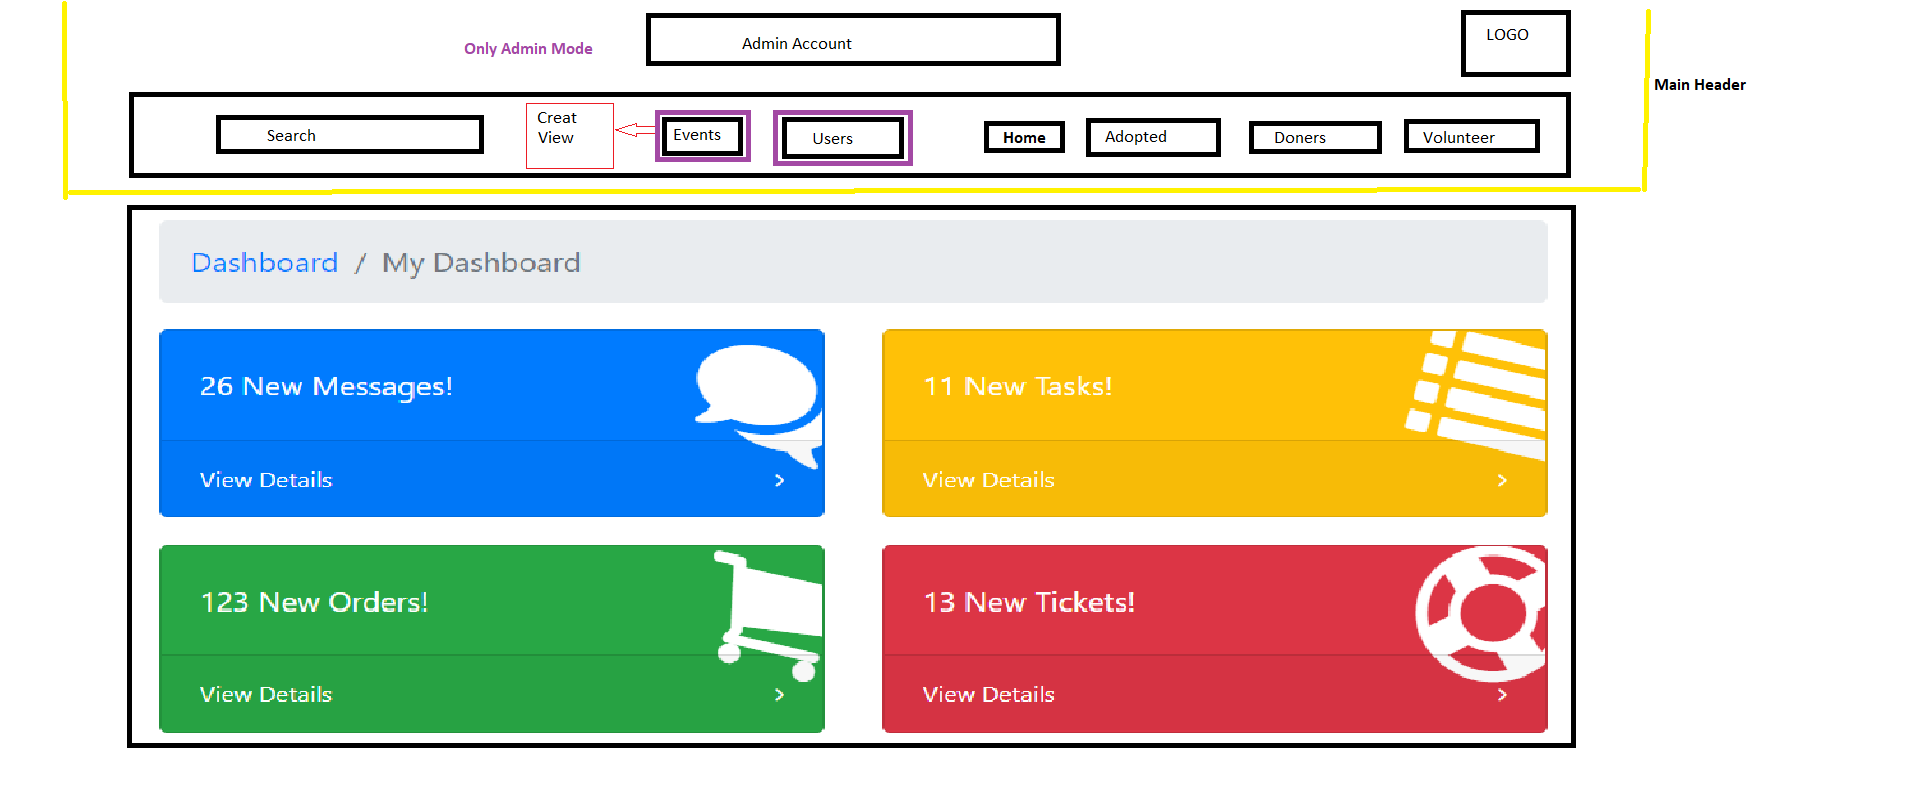 Only Admin Mode
Admin Account
LOGO
Main Header
Search
Creat
View
Events
Users
Home
Adopted
Doners
Volunteer
Dashboard / My Dashboard
26 New Messages!
View Details >
11 New Tasks!
View Details >
123 New Orders!
View Details >
13 New Tickets!
View Details >